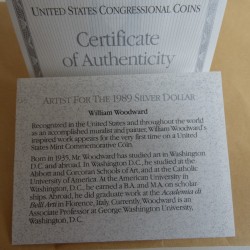 UNITED STATES CONGRESSIONAL COINS
Certificate
of Authenticity
ARTIST FOR THE 1989 SILVER DOLLAR
William Woodward
Recognized in the United States and throughout the world
as an accomplished muralist and painter, William Woodward's
inspired work appears for the very first time on a United
States Mint Commemorative Coin.
Born in 1935, Mr. Woodward has studied art in Washington
D.C. and abroad. In Washington D.C., he studied at the
Abbott and Corcoran Schools of Art, and at the Catholic
University of America. At the American University in
Washington, D.C., he earned a B.A. and M.A. on scholar-
ships. Abroad, he did graduate work at the Academia di
Belli Arti in Florence, Italy. Currently, Woodward is an
Associate Professor at George Washington University,
Washington, D.C.